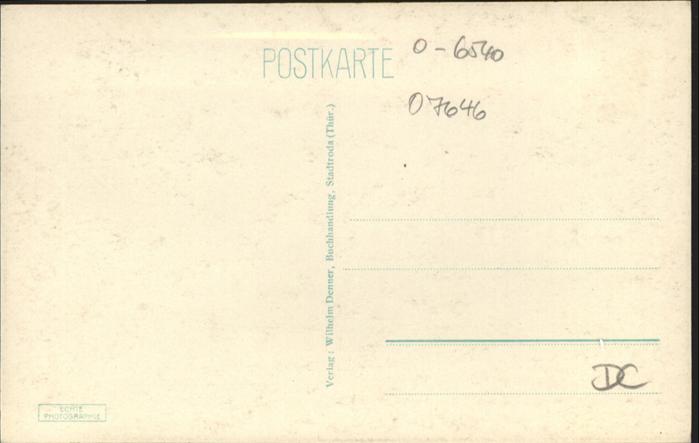 POSTKARTE
O-6540
07646
Verlag: Wilhelm Denner, Buchhandlung, Stadtroda (Thür.)
DC
ECHTE
PHOTOGRAPHIE